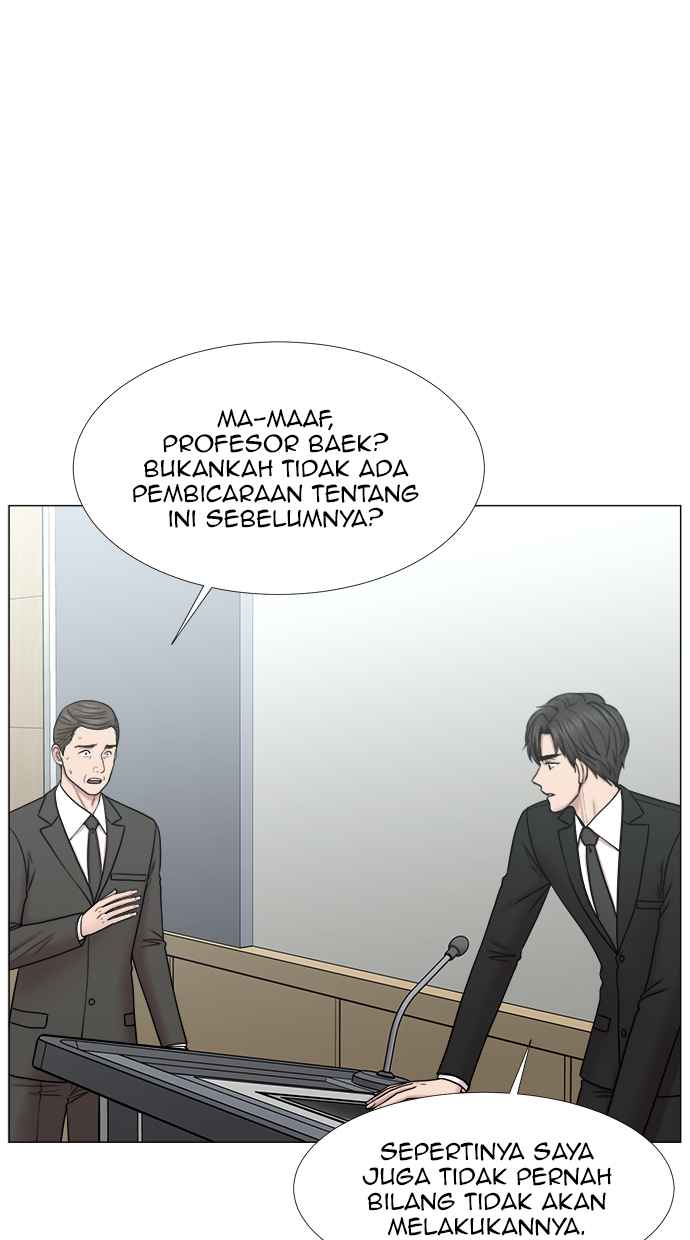 MA-MAAF,
PROFESOR BAEK?
BUKANKAH TIDAK ADA
PEMBICARAAN TENTANG
INI SEBELUMNYA?
SEPERTINYA SAYA
JUGA TIDAK PERNAH
BILANG TIDAK AKAN
MELAKUKANNYA.